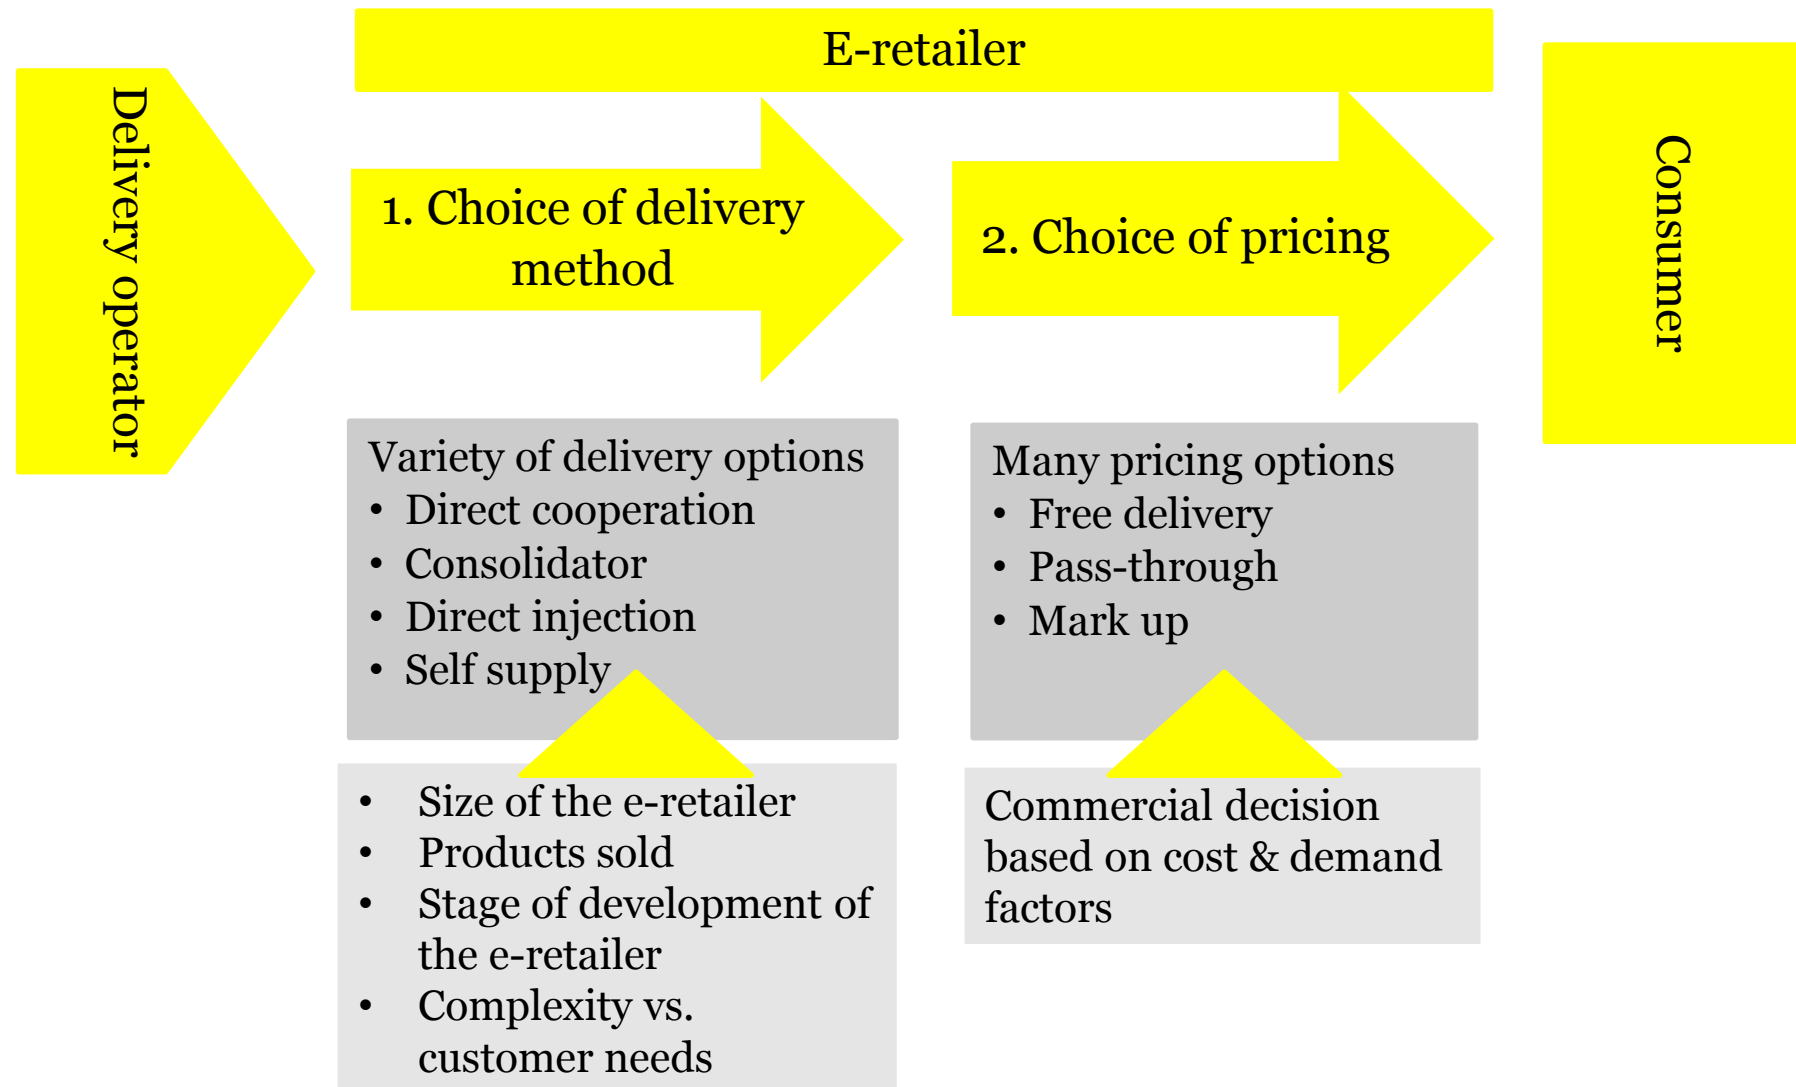 E-retailer
Delivery operator
1. Choice of delivery
method
2. Choice of pricing
Consumer
Variety of delivery options
• Direct cooperation
• Consolidator
• Direct injection
• Self supply
Many pricing options
• Free delivery
• Pass-through
• Mark up
• Size of the e-retailer
• Products sold
• Stage of development of
the e-retailer
• Complexity vs.
customer needs
Commercial decision
based on cost & demand
factors